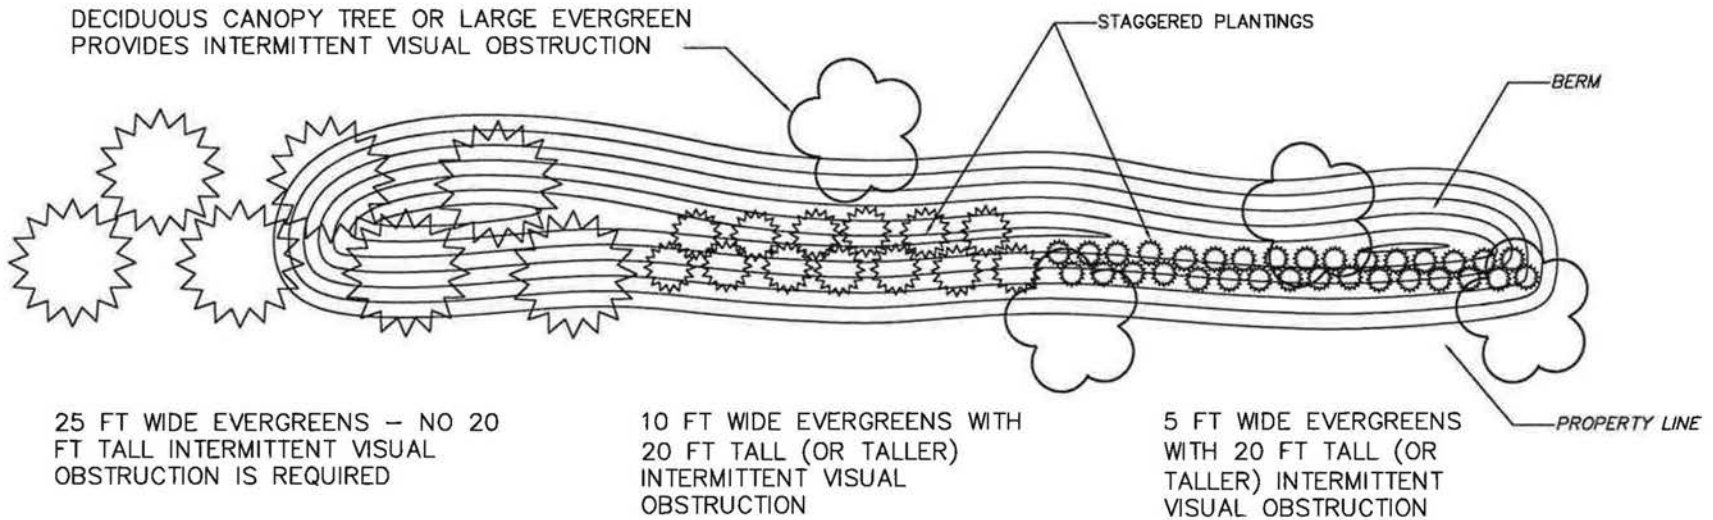 DECIDUOUS CANOPY TREE OR LARGE EVERGREEN
PROVIDES INTERMITTENT VISUAL OBSTRUCTION
STAGGERED PLANTINGS
BERM
25 FT WIDE EVERGREENS – NO 20
FT TALL INTERMITTENT VISUAL
OBSTRUCTION IS REQUIRED
10 FT WIDE EVERGREENS WITH
20 FT TALL (OR TALLER)
INTERMITTENT VISUAL
OBSTRUCTION
5 FT WIDE EVERGREENS
WITH 20 FT TALL (OR
TALLER) INTERMITTENT
VISUAL OBSTRUCTION
PROPERTY LINE